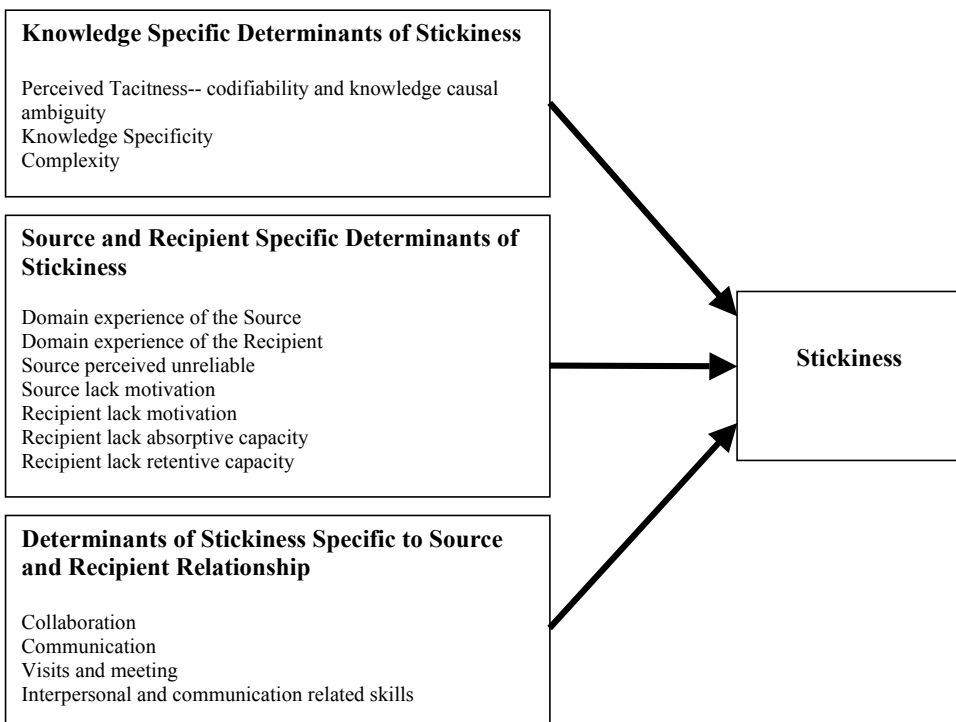 Knowledge Specific Determinants of Stickiness
Perceived Tacitness-- codifiability and knowledge causal
ambiguity
Knowledge Specificity
Complexity
Source and Recipient Specific Determinants of
Stickiness
Domain experience of the Source
Domain experience of the Recipient
Source perceived unreliable
Source lack motivation
Recipient lack motivation
Recipient lack absorptive capacity
Recipient lack retentive capacity
Determinants of Stickiness Specific to Source
and Recipient Relationship
Collaboration
Communication
Visits and meeting
Interpersonal and communication related skills
Stickiness